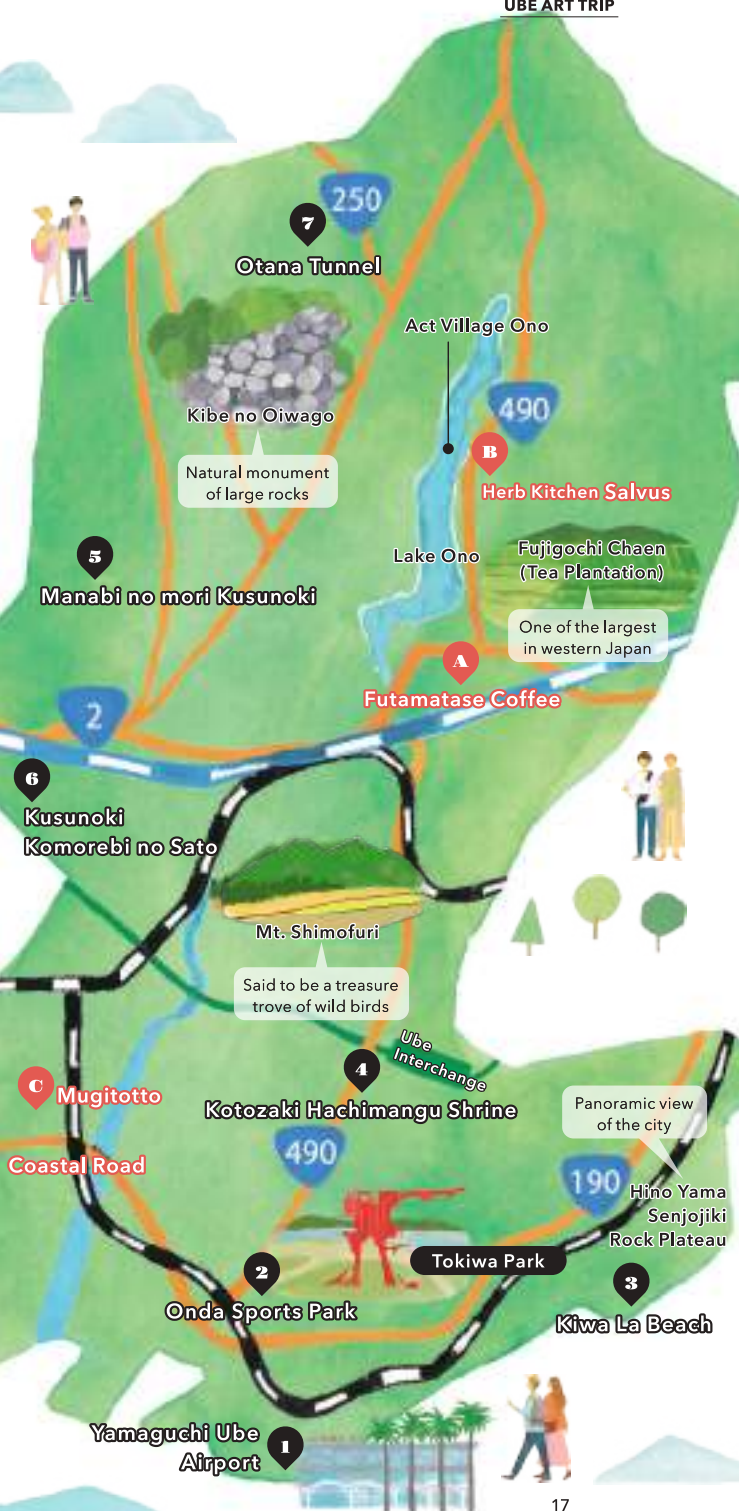 UBE ART TRIP
250
7
Otana Tunnel
Act Village Ono
Kibe no Oiwago
490
B
Natural monument
of large rocks
Herb Kitchen Salvus
5
Lake Ono
Fujigochi Chaen
(Tea Plantation)
Manabi no mori Kusunoki
One of the largest
in western Japan
A
Futamatase Coffee
2
6
Kusunoki
Komorebi no Sato
Mt. Shimofuri
Said to be a treasure
trove of wild birds
Ube
Interchange
4
C
Mugitotto
Kotozaki Hachimangu Shrine
Panoramic view
of the city
Coastal Road
490
190
Hino Yama
Senjojiki
Rock Plateau
Tokiwa Park
2
Onda Sports Park
3
Kiwa La Beach
Yamaguchi Ube
Airport
1
17